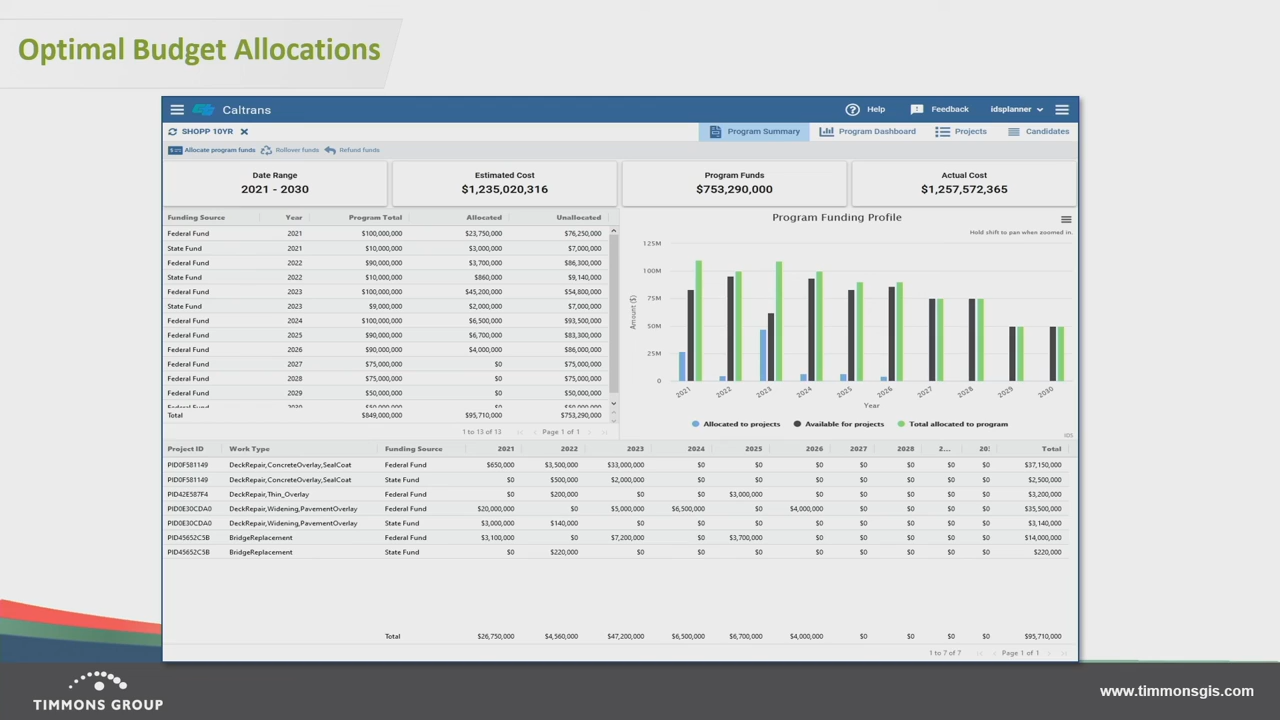 Optimal Budget Allocations
Caltrans Help Feedback idsplanner
SHOPP 10YR Program Summary Program Dashboard Projects Candidates
Allocate program funds Rollover funds Refund funds
Date Range Estimated Cost Program Funds Actual Cost
2021 - 2030 $1,235,020,316 $753,290,000 $1,257,572,365
Funding Source Year Program Total Allocated Unallocated
Federal Fund 2021 $100,000,000 $23,750,000 $76,250,000
State Fund 2021 $10,000,000 $3,000,000 $7,000,000
Federal Fund 2022 $90,000,000 $3,700,000 $86,300,000
State Fund 2022 $10,000,000 $860,000 $9,140,000
Federal Fund 2023 $100,000,000 $45,200,000 $54,800,000
State Fund 2023 $9,000,000 $2,000,000 $7,000,000
Federal Fund 2024 $100,000,000 $6,500,000 $93,500,000
Federal Fund 2025 $90,000,000 $6,700,000 $83,300,000
Federal Fund 2026 $90,000,000 $4,000,000 $86,000,000
Federal Fund 2027 $75,000,000 $0 $75,000,000
Federal Fund 2028 $75,000,000 $0 $75,000,000
Federal Fund 2029 $50,000,000 $0 $50,000,000
Federal Fund 2030 $50,000,000 $0 $50,000,000
Total $849,000,000 $95,710,000 $753,290,000
1 to 13 of 13 Page 1 of 1
Program Funding Profile
Hold shift to pan when zoomed in.
Amount ($)
125M
100M
75M
50M
25M
0
2021 2022 2023 2024 2025 2026 2027 2028 2029 2030
Year
Allocated to projects Available for projects Total allocated to program
IDS
Project ID Work Type Funding Source 2021 2022 2023 2024 2025 2026 2027 2028 2... 20: Total
PID0F581149 DeckRepair,ConcreteOverlay,SealCoat Federal Fund $650,000 $3,500,000 $33,000,000 $0 $0 $0 $0 $0 $0 $0 $37,150,000
PID0F581149 DeckRepair,ConcreteOverlay,SealCoat State Fund $0 $500,000 $2,000,000 $0 $0 $0 $0 $0 $0 $0 $2,500,000
PID42E587F4 DeckRepair,Thin_Overlay Federal Fund $0 $200,000 $0 $0 $3,000,000 $0 $0 $0 $0 $0 $3,200,000
PID0E30CDA0 DeckRepair,Widening,PavementOverlay Federal Fund $20,000,000 $0 $5,000,000 $6,500,000 $0 $4,000,000 $0 $0 $0 $0 $35,500,000
PID0E30CDA0 DeckRepair,Widening,PavementOverlay State Fund $3,000,000 $140,000 $0 $0 $0 $0 $0 $0 $0 $0 $3,140,000
PID45652C5B BridgeReplacement Federal Fund $3,100,000 $0 $7,200,000 $0 $3,700,000 $0 $0 $0 $0 $0 $14,000,000
PID45652C5B BridgeReplacement State Fund $0 $220,000 $0 $0 $0 $0 $0 $0 $0 $0 $220,000
Total $26,750,000 $4,560,000 $47,200,000 $6,500,000 $6,700,000 $4,000,000 $0 $0 $0 $0 $95,710,000
1 to 7 of 7 Page 1 of 1
TIMMONS GROUP
www.timmonsgis.com